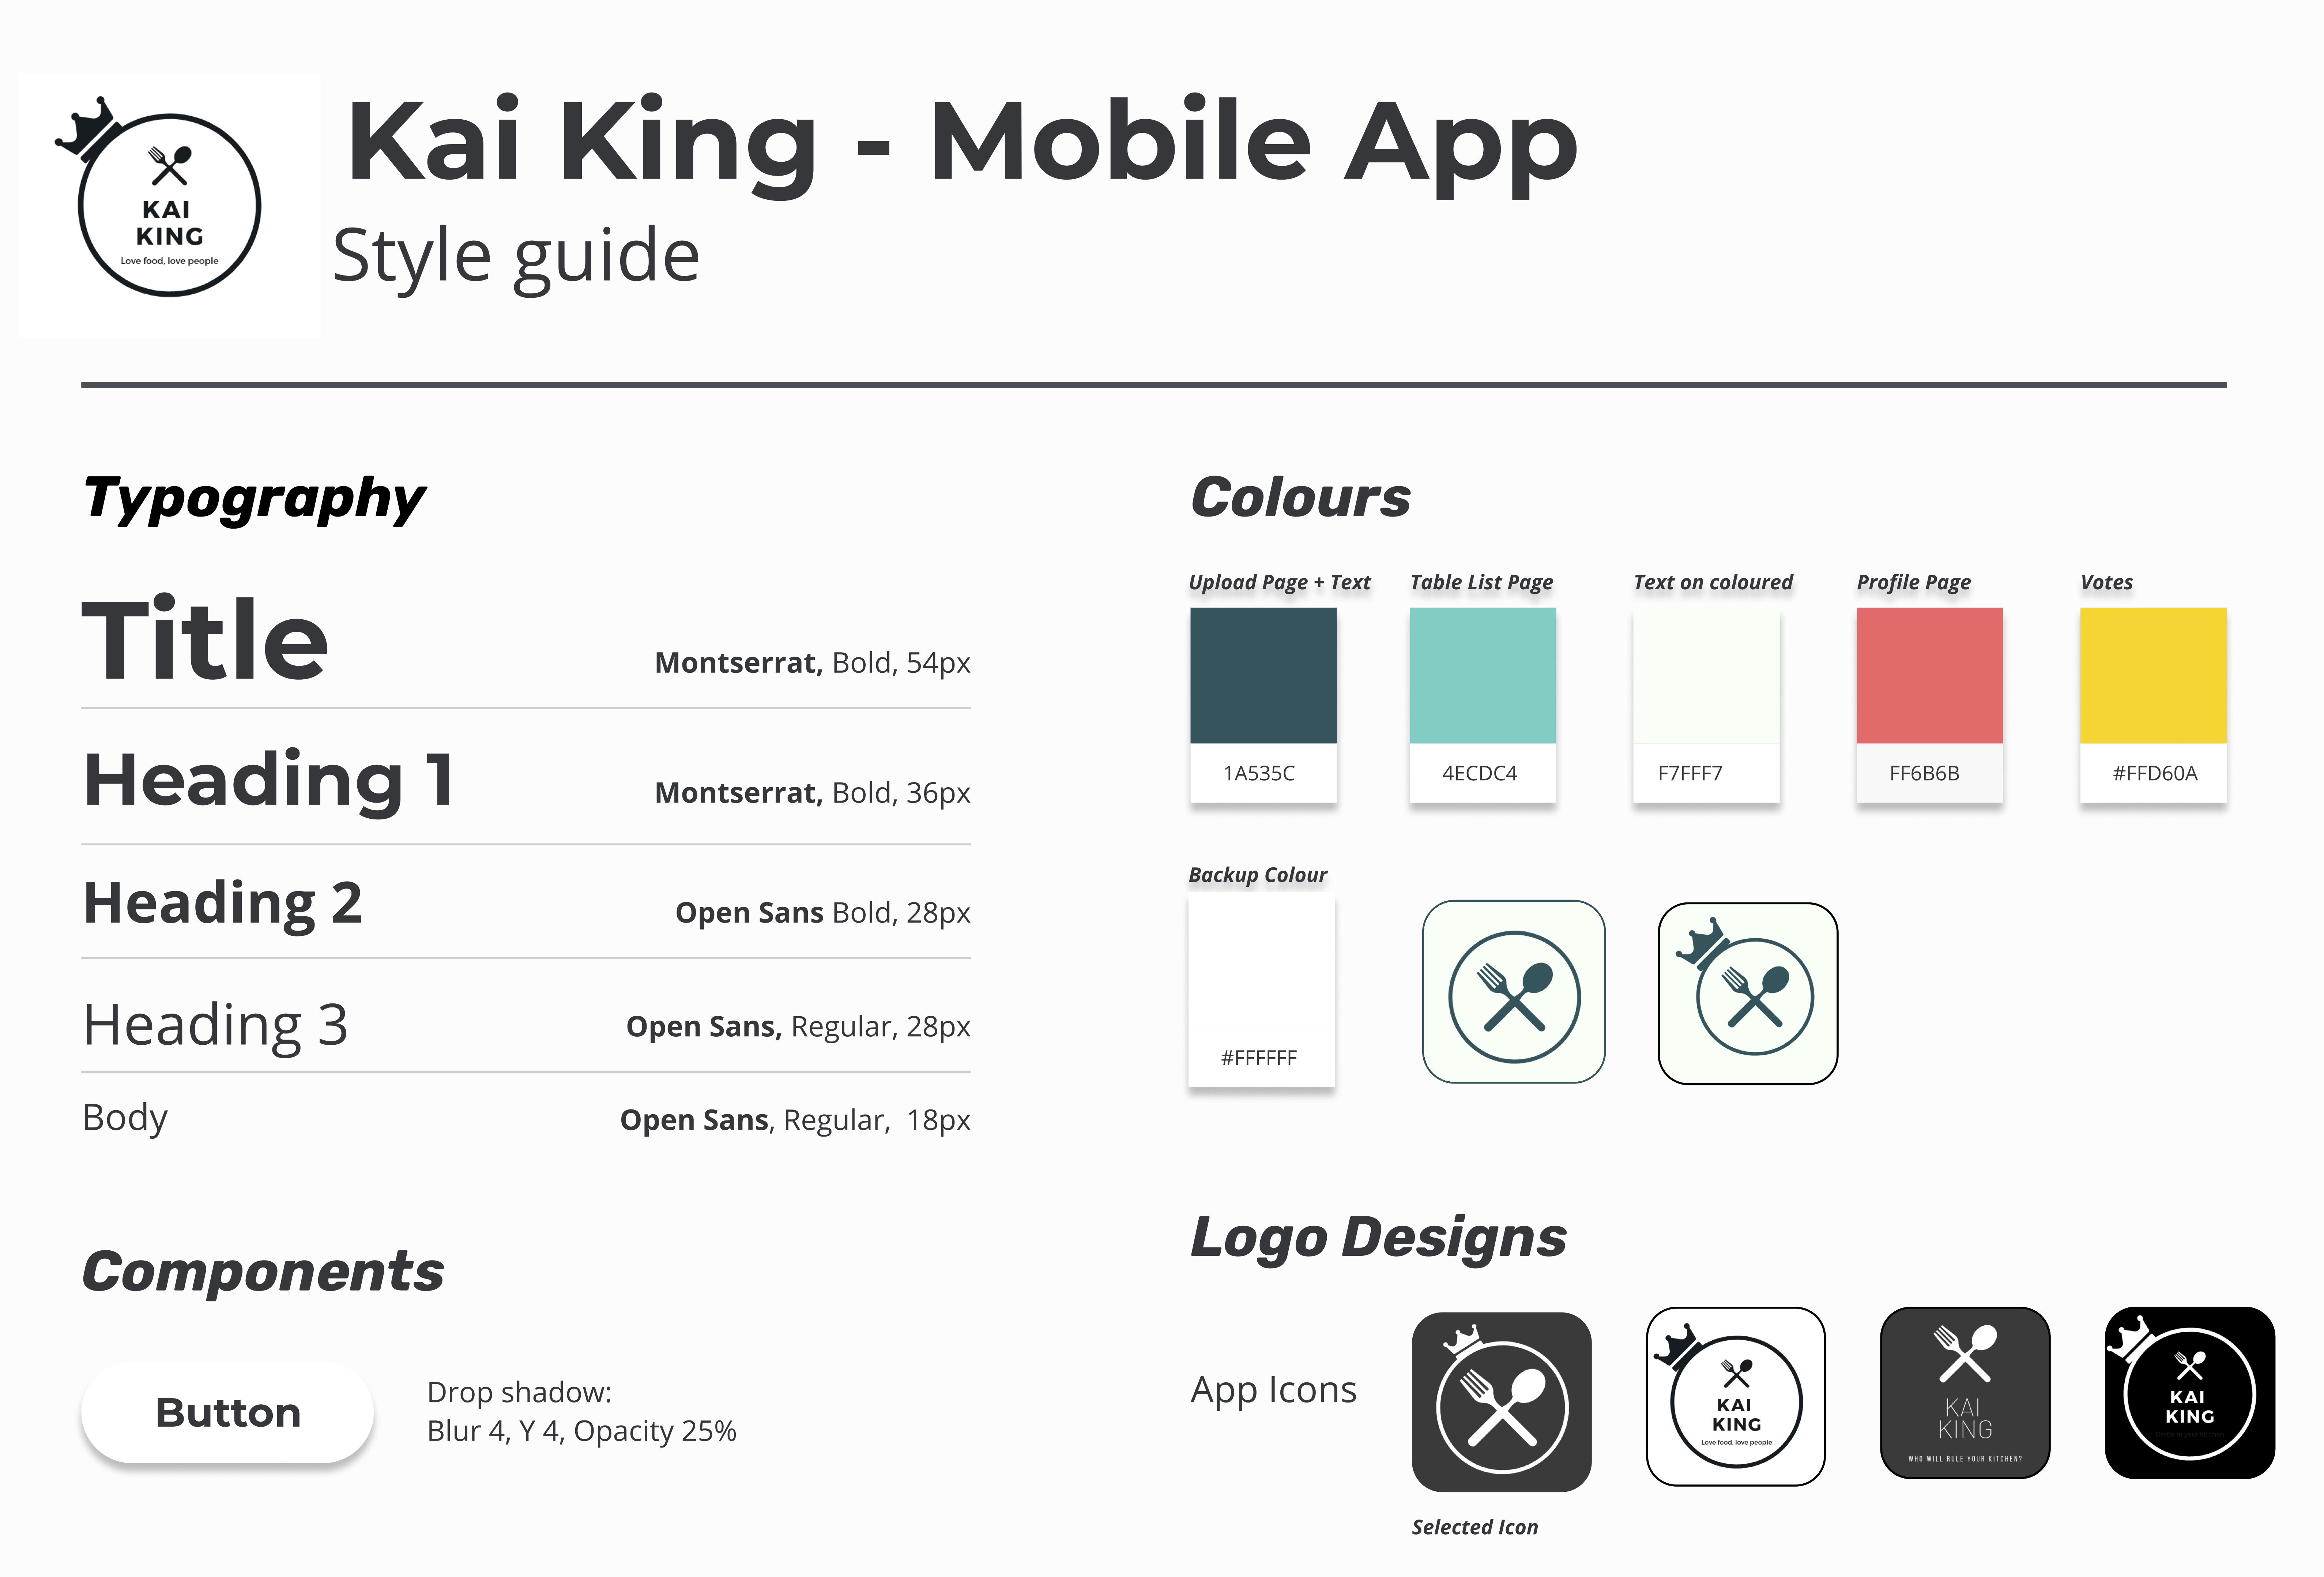 KAI
KING
Love food, love people
Kai King - Mobile App
Style guide
Typography
Title
Montserrat, Bold, 54px
Heading 1
Montserrat, Bold, 36px
Heading 2
Open Sans Bold, 28px
Heading 3
Open Sans, Regular, 28px
Body
Open Sans, Regular,  18px
Components
Button
Drop shadow:
Blur 4, Y 4, Opacity 25%
Colours
Upload Page + Text
1A535C
Table List Page
4ECDC4
Text on coloured
F7FFF7
Profile Page
FF6B6B
Votes
#FFD60A
Backup Colour
#FFFFFF
Logo Designs
App Icons
Selected Icon
KAI
KING
Love food, love people
KAI
KING
WHO WILL RULE YOUR KITCHEN?
KAI
KING